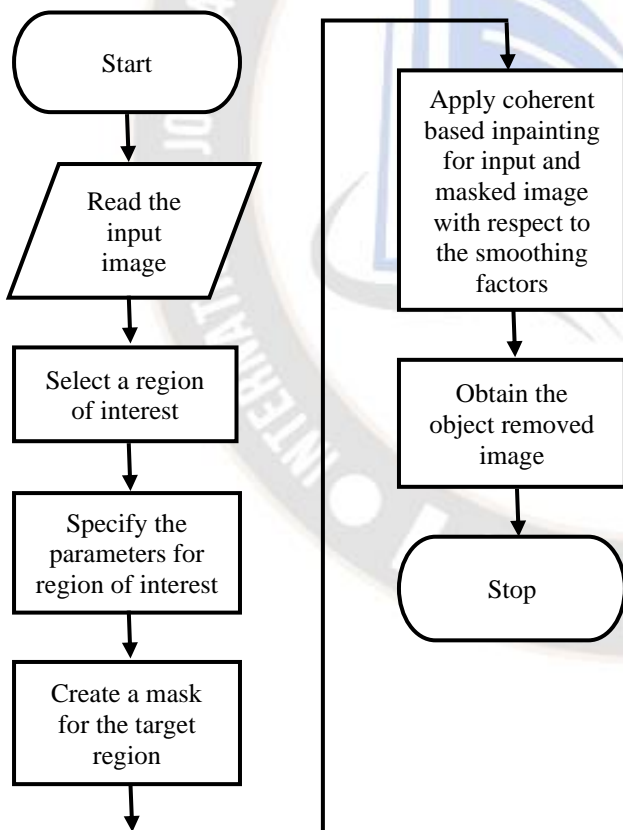 Start
Read the
input
image
Select a region
of interest
Specify the
parameters for
region of interest
Create a mask
for the target
region
Apply coherent
based inpainting
for input and
masked image
with respect to
the smoothing
factors
Obtain the
object removed
image
Stop